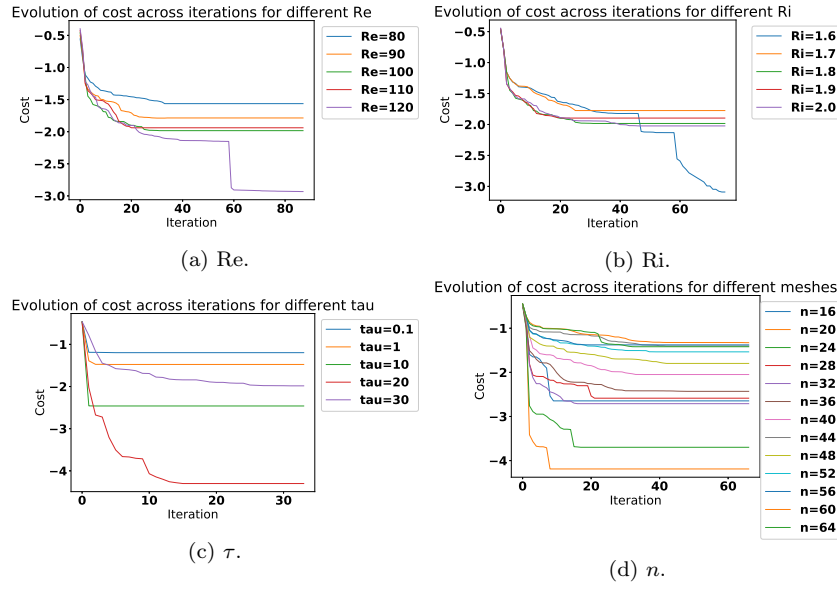 Evolution of cost across iterations for different Re
−0.5
−1.0
−1.5
−2.0
−2.5
−3.0
Cost
0 20 40 60 80
Iteration
Re=80
Re=90
Re=100
Re=110
Re=120
(a) Re.
Evolution of cost across iterations for different Ri
−0.5
−1.0
−1.5
−2.0
−2.5
−3.0
Cost
0 20 40 60
Iteration
Ri=1.6
Ri=1.7
Ri=1.8
Ri=1.9
Ri=2.0
(b) Ri.
Evolution of cost across iterations for different tau
−1
−2
−3
−4
Cost
0 10 20 30
Iteration
tau=0.1
tau=1
tau=10
tau=20
tau=30
(c) τ.
Evolution of cost across iterations for different meshes
−1
−2
−3
−4
Cost
0 20 40 60
Iteration
n=16
n=20
n=24
n=28
n=32
n=36
n=40
n=44
n=48
n=52
n=56
n=60
n=64
(d) n.